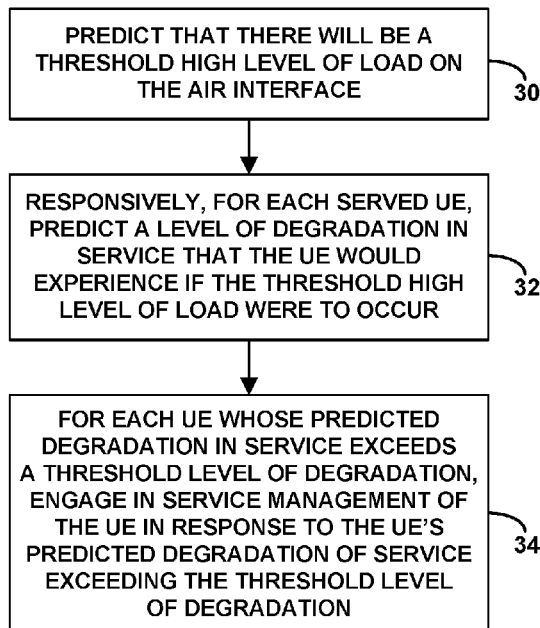 PREDICT THAT THERE WILL BE A
THRESHOLD HIGH LEVEL OF LOAD ON
THE AIR INTERFACE
30
RESPONSIVELY, FOR EACH SERVED UE,
PREDICT A LEVEL OF DEGRADATION IN
SERVICE THAT THE UE WOULD
EXPERIENCE IF THE THRESHOLD HIGH
LEVEL OF LOAD WERE TO OCCUR
32
FOR EACH UE WHOSE PREDICTED
DEGRADATION IN SERVICE EXCEEDS
A THRESHOLD LEVEL OF DEGRADATION,
ENGAGE IN SERVICE MANAGEMENT OF
THE UE IN RESPONSE TO THE UE'S
PREDICTED DEGRADATION OF SERVICE
EXCEEDING THE THRESHOLD LEVEL
OF DEGRADATION
34